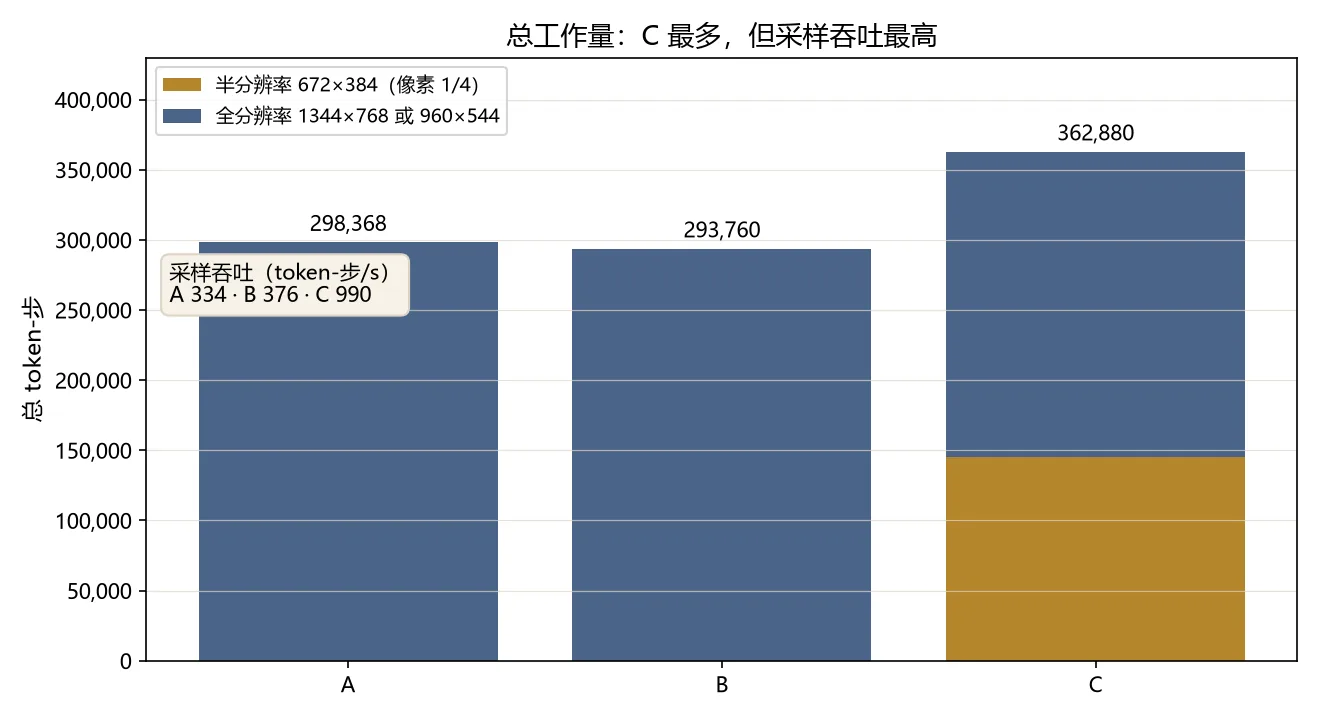 总工作量：C 最多，但采样吞吐最高
半分辨率 672×384（像素 1/4）
全分辨率 1344×768 或 960×544
总 token-步
400,000
350,000
300,000
250,000
200,000
150,000
100,000
50,000
0
298,368
293,760
362,880
采样吞吐（token-步/s）
A 334 · B 376 · C 990
A
B
C